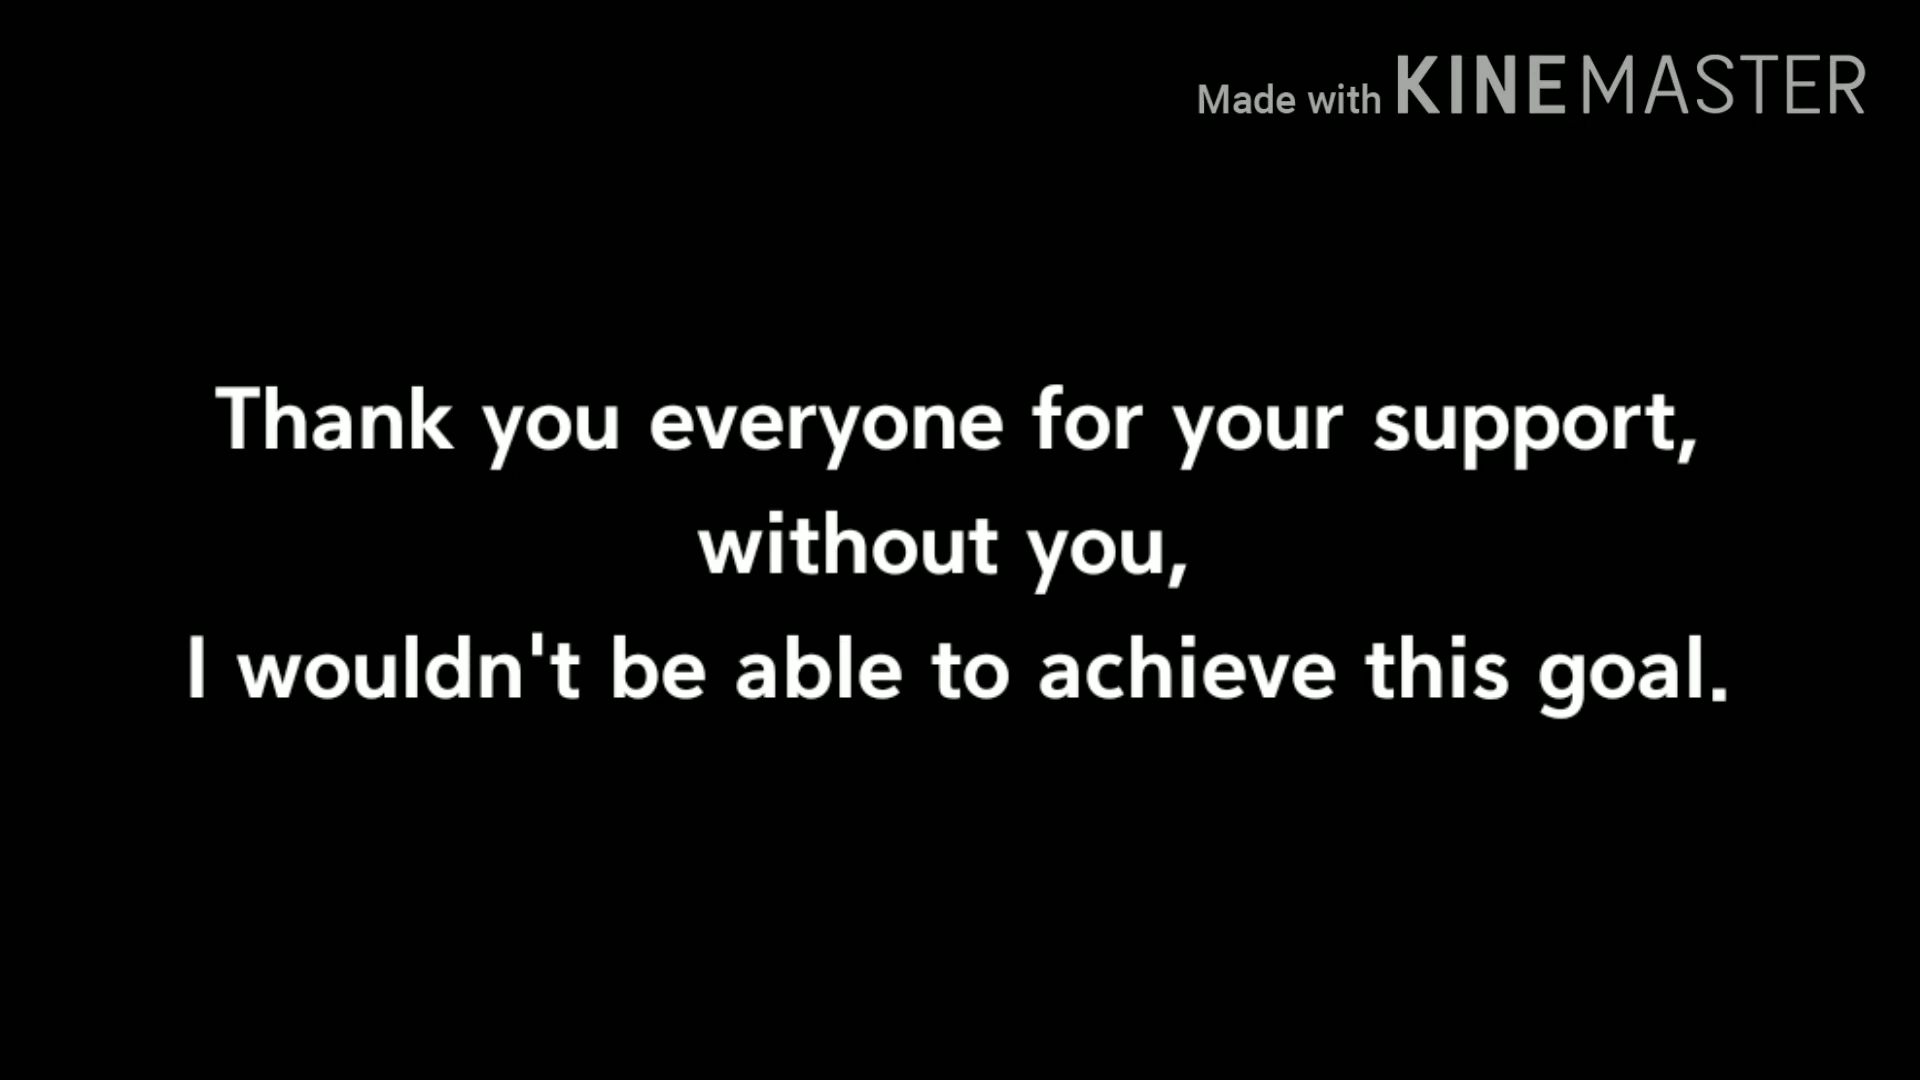 Made with KINEMASTER
Thank you everyone for your support,
without you,
I wouldn't be able to achieve this goal.